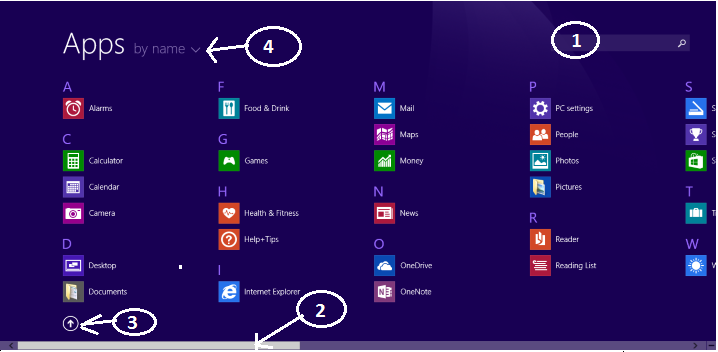 Apps by name
4
1
A
F
M
P
S
Alarms
Food & Drink
Mail
PC settings
S
Maps
People
C
G
Calculator
Games
Money
Photos
S
Calendar
Pictures
H
N
T
Camera
Health & Fitness
News
Ti
Help+Tips
R
D
O
Reader
W
Desktop
OneDrive
Reading List
W
I
Documents
Internet Explorer
OneNote
2
3